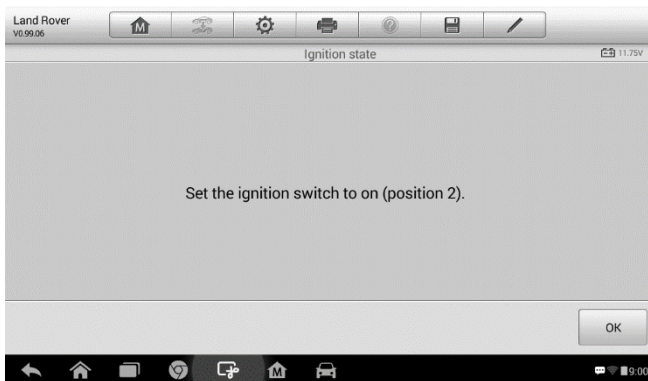 Land Rover
V0.99.06
M
?
Ignition state
11.75V
Set the ignition switch to on (position 2).
OK
M
9:00